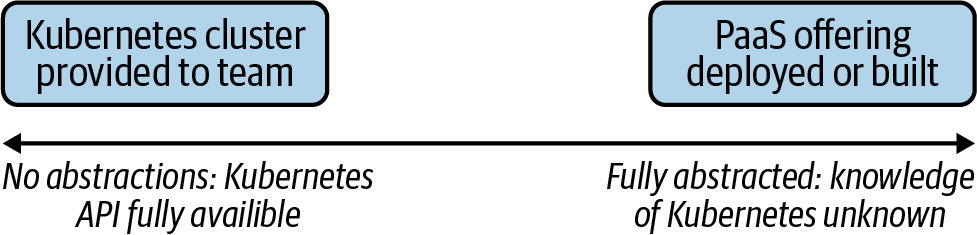 Kubernetes cluster
provided to team
PaaS offering
deployed or built
No abstractions: Kubernetes
API fully availible
Fully abstracted: knowledge
of Kubernetes unknown